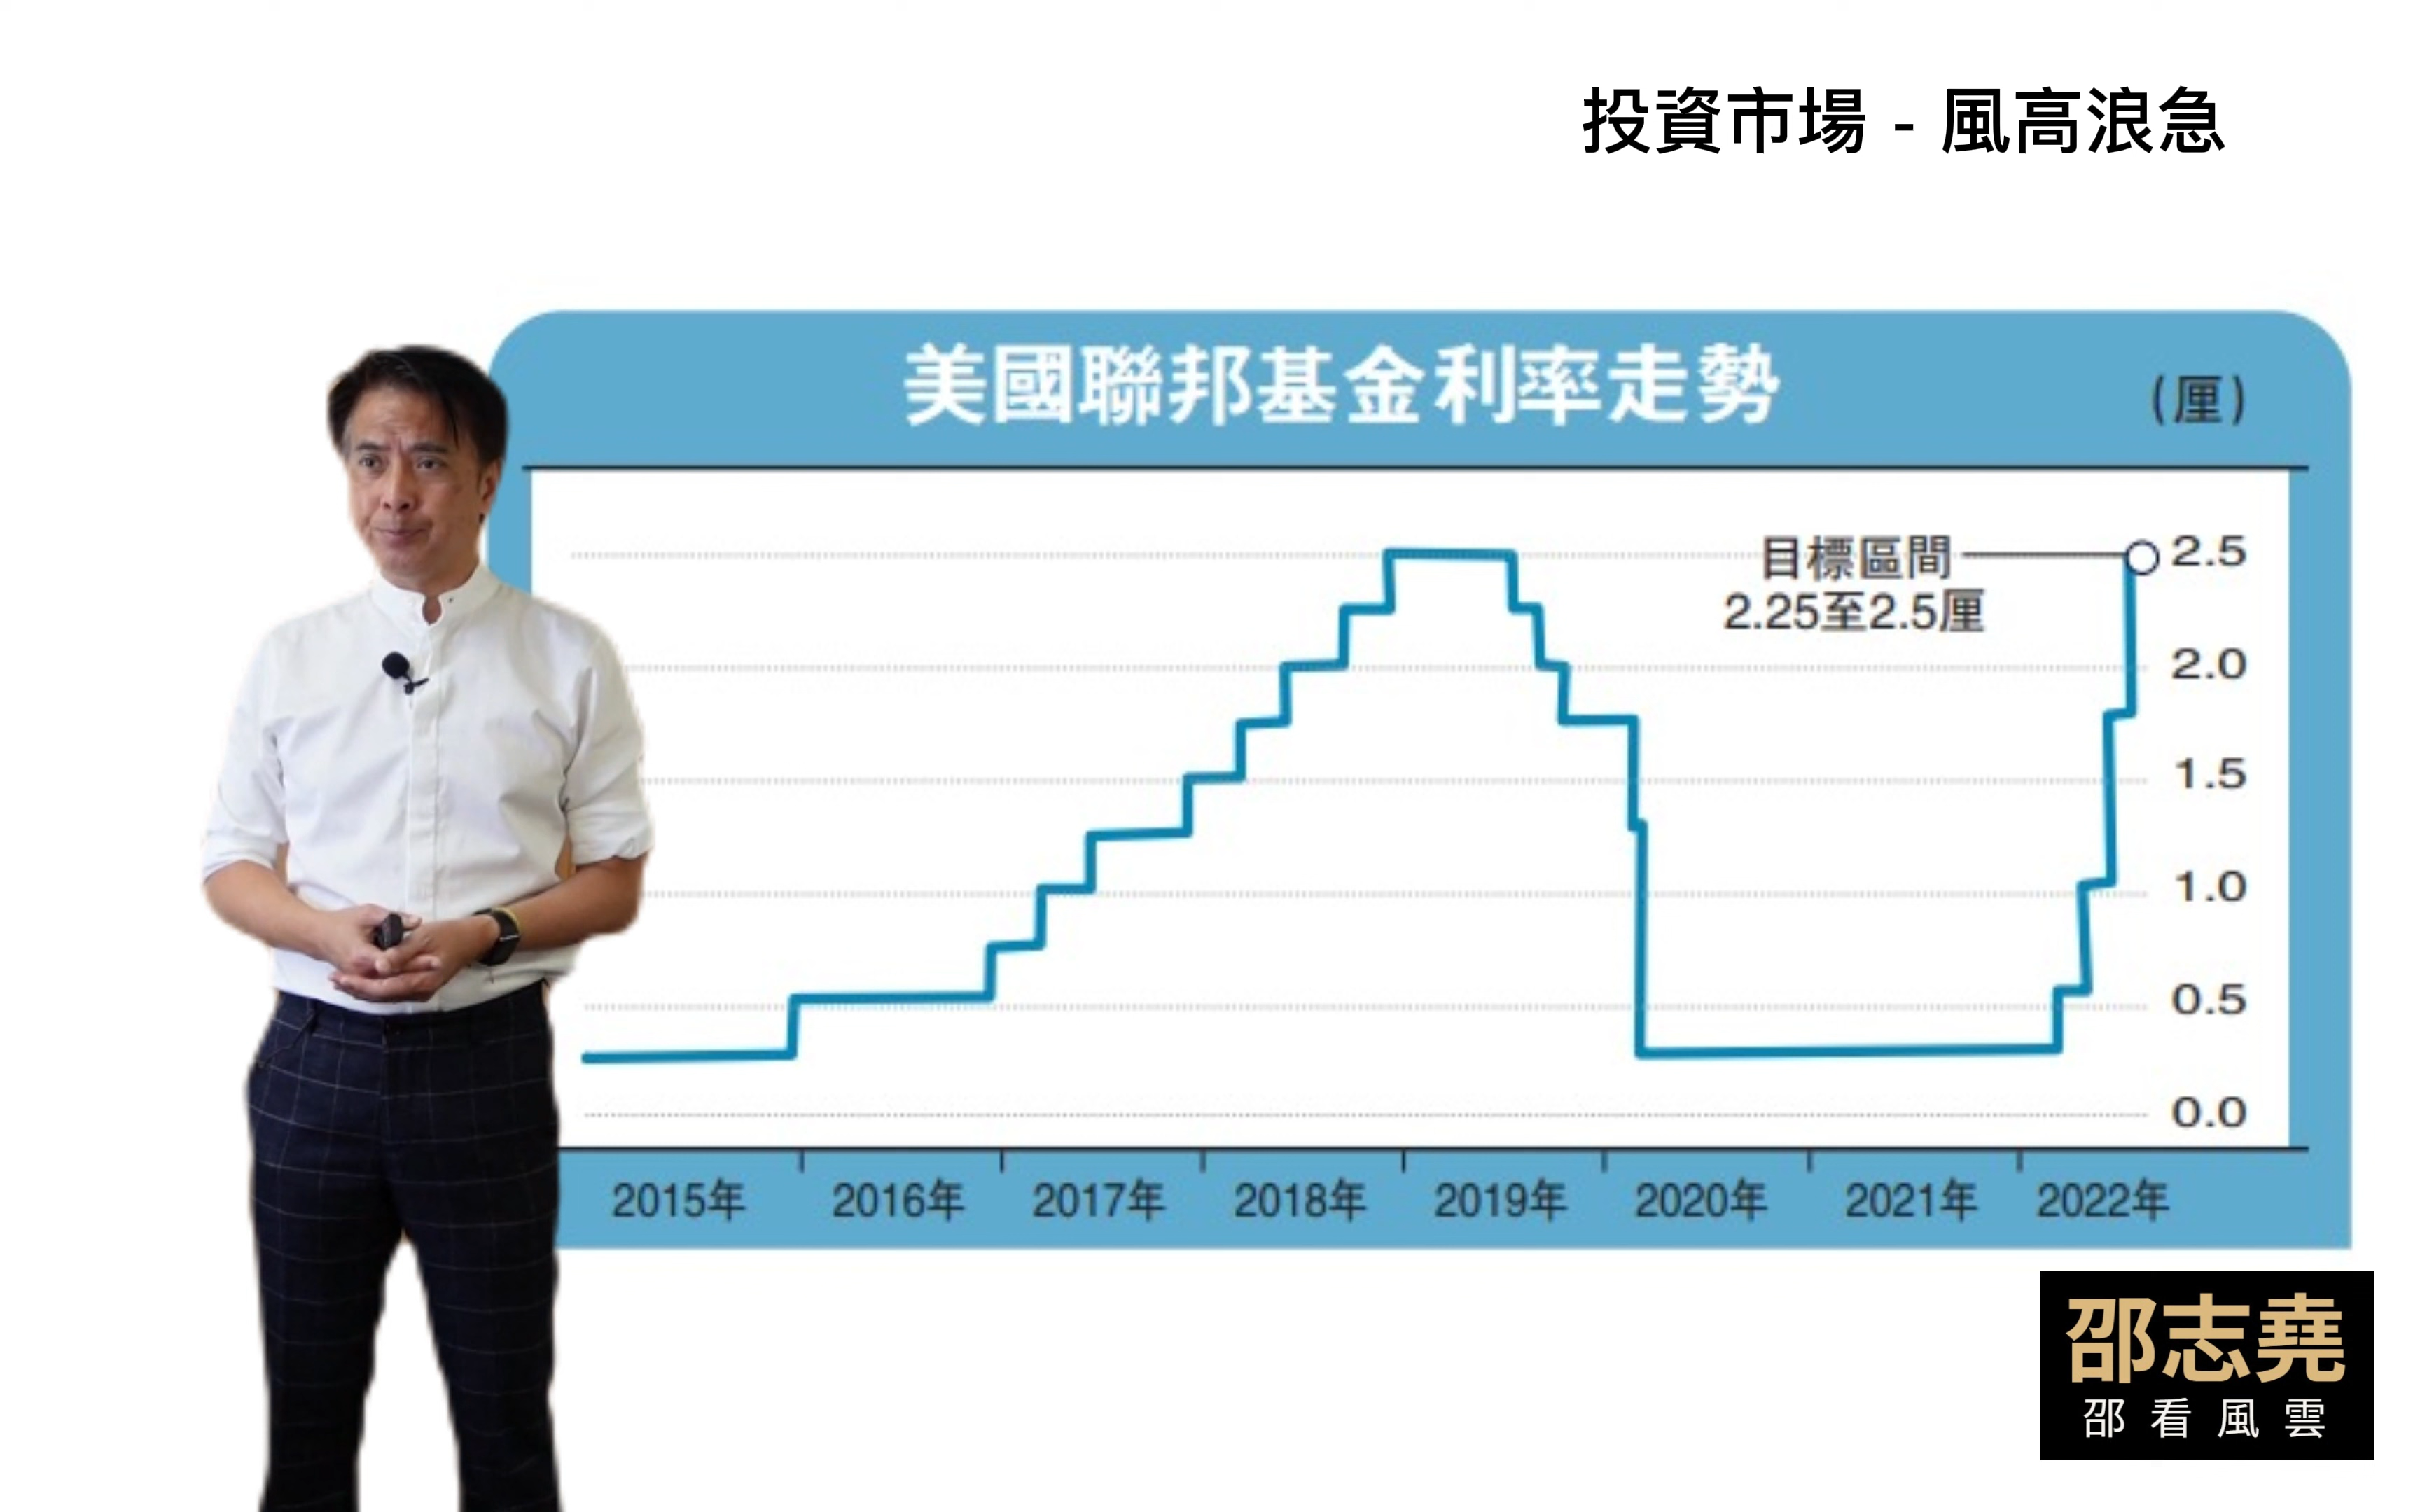 投資市場 - 風高浪急
美國聯邦基金利率走勢
(厘)
目標區間
2.25至2.5厘
2.5
2.0
1.5
1.0
0.5
0.0
2015年 2016年 2017年 2018年 2019年 2020年 2021年 2022年
邵志堯
邵看風雲